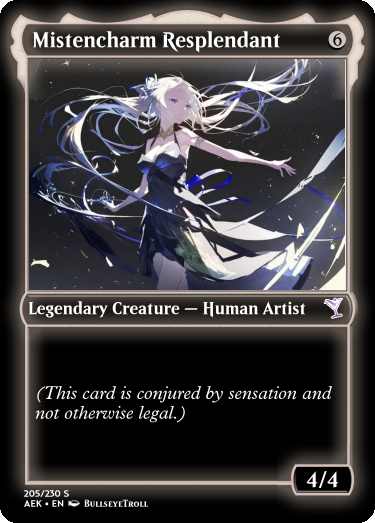 Mistencharm Resplendant 6
Legendary Creature — Human Artist
(This card is conjured by sensation and
not otherwise legal.)
4/4
205/230 S
AEK • EN BullseyeTroll